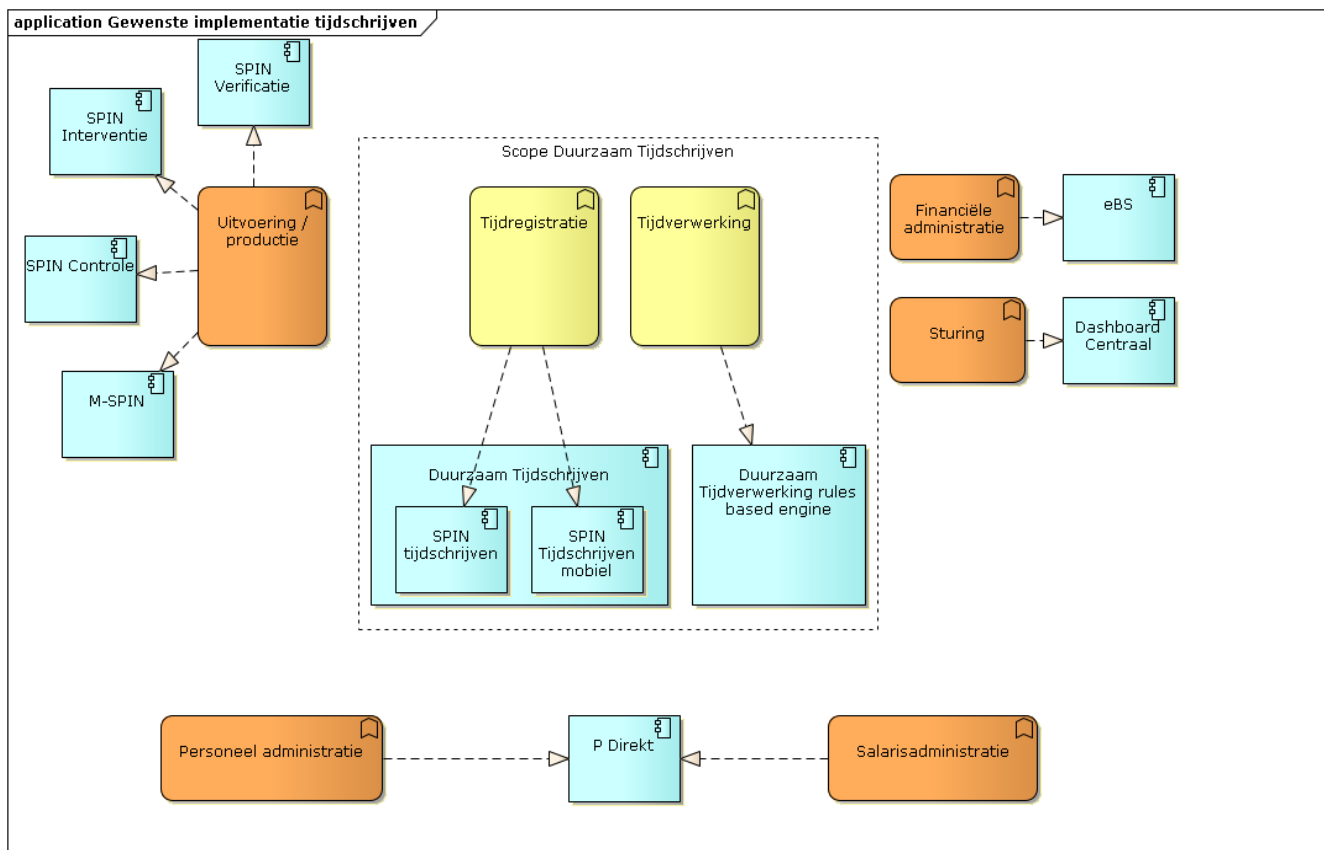 application Gewenste implementatie tijdschrijven
SPIN
Verificatie
SPIN
Interventie
Uitvoering /
productie
SPIN Controle
M-SPIN
Scope Duurzaam Tijdschrijven
Tijdregistratie
Tijdverwerking
Duurzaam Tijdschrijven
SPIN
tijdschrijven
SPIN
Tijdschrijven
mobiel
Duurzaam
Tijdverwerking rules
based engine
Financiële
administratie
eBS
Sturing
Dashboard
Centraal
Personeel administratie
P Direkt
Salarisadministratie